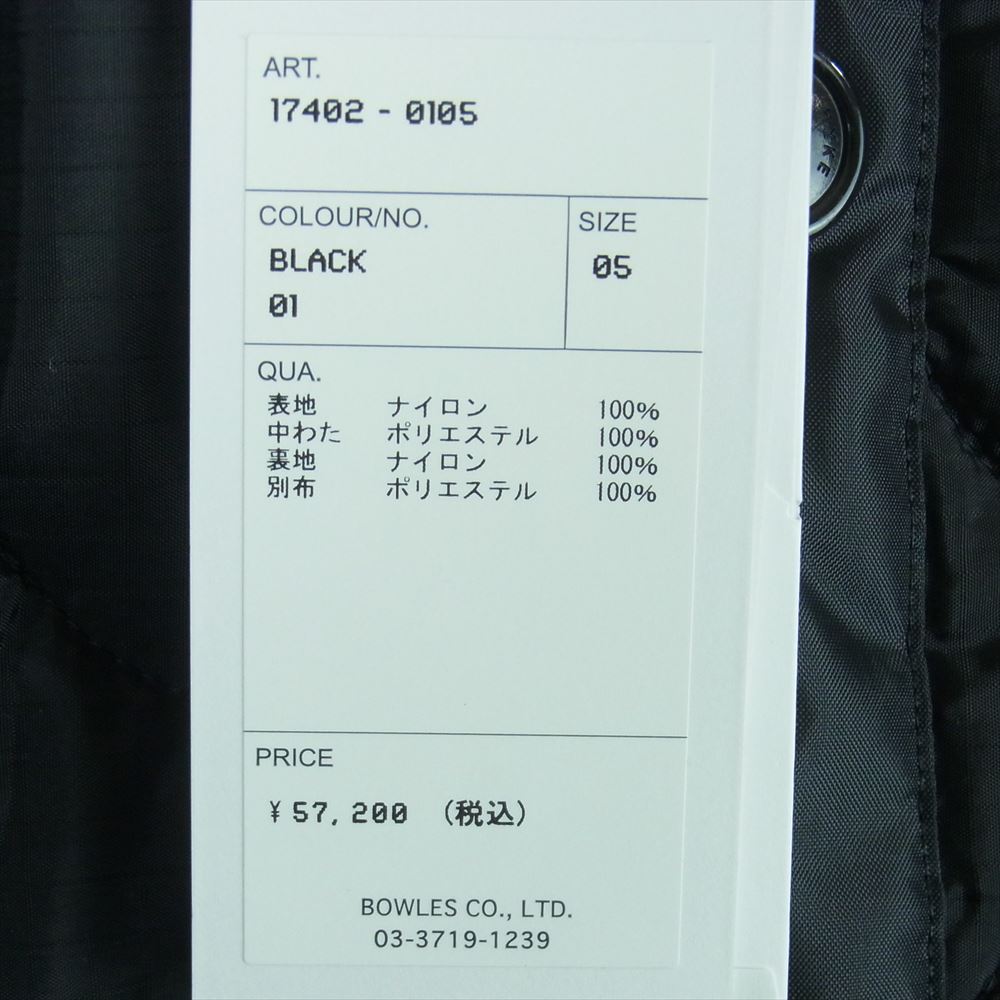 ART.
17402 - 0105
COLOUR/NO.
BLACK
01
SIZE
05
QUA.
表地 ナイロン 100%
中わた ポリエステル 100%
裏地 ナイロン 100%
別布 ポリエステル 100%
PRICE
¥57,200 (税込)
BOWLES CO., LTD.
03-3719-1239